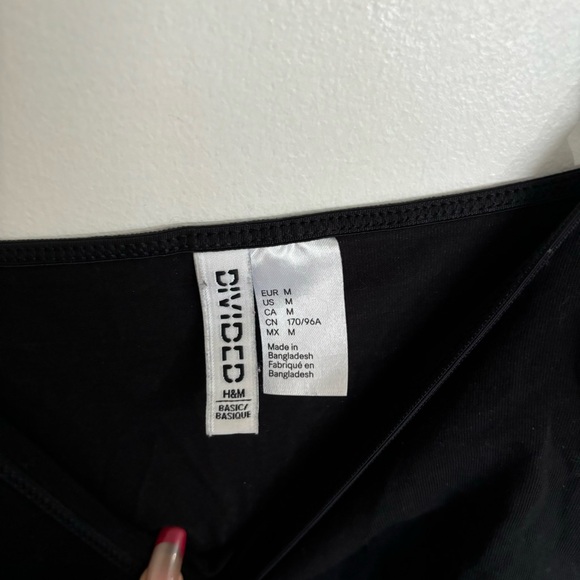 DIVIDED
H&M
BASIC/
BASIQUE
EUR M
US M
CA M
CN 170/96A
MX M
Made in
Bangladesh
Fabriqué en
Bangladesh